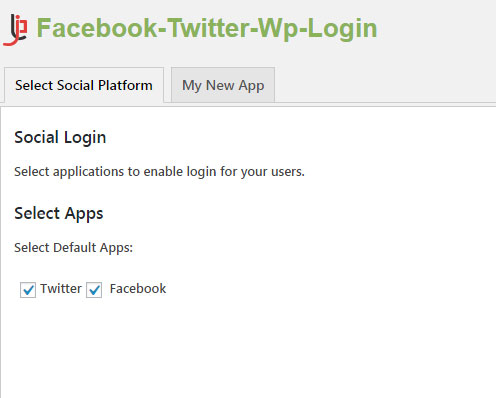 Facebook-Twitter-Wp-Login
Select Social Platform
My New App
Social Login
Select applications to enable login for your users.
Select Apps
Select Default Apps:
Twitter Facebook